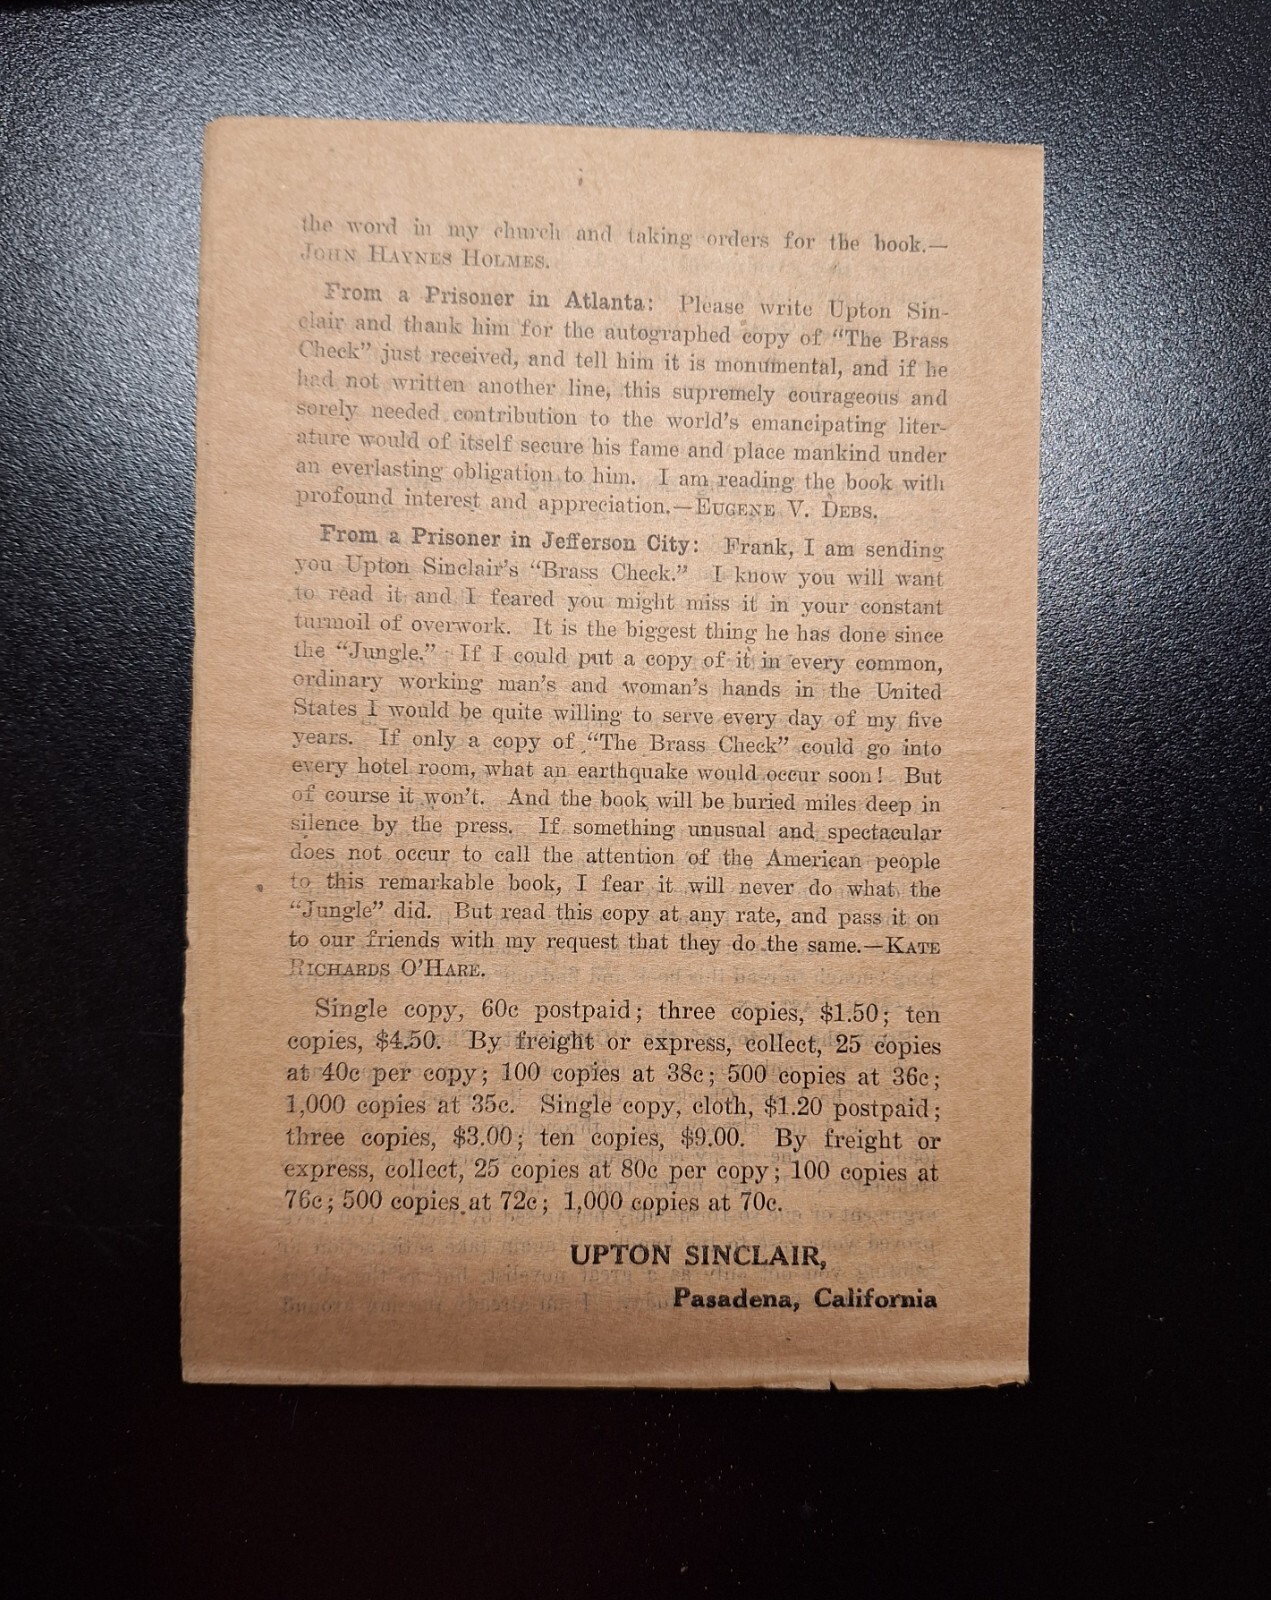 the word in my church and taking orders for the book.—
JOHN HAYNES HOLMES.
From a Prisoner in Atlanta: Please write Upton Sin-
clair and thank him for the autographed copy of "The Brass
Check" just received, and tell him it is monumental, and if he
had not written another line, this supremely courageous and
sorely needed contribution to the world's emancipating liter-
ature would of itself secure his fame and place mankind under
an everlasting obligation to him. I am reading the book with
profound interest and appreciation.—EUGENE V. DEBS.
From a Prisoner in Jefferson City: Frank, I am sending
you Upton Sinclair's "Brass Check." I know you will want
to read it and I feared you might miss it in your constant
turmoil of overwork. It is the biggest thing he has done since
the "Jungle." If I could put a copy of it in every common,
ordinary working man's and woman's hands in the United
States I would be quite willing to serve every day of my five
years. If only a copy of "The Brass Check" could go into
every hotel room, what an earthquake would occur soon! But
of course it won't. And the book will be buried miles deep in
silence by the press. If something unusual and spectacular
does not occur to call the attention of the American people
to this remarkable book, I fear it will never do what the
"Jungle" did. But read this copy at any rate, and pass it on
to our friends with my request that they do the same.—KATE
RICHARDS O'HARE.
Single copy, 60c postpaid; three copies, $1.50; ten
copies, $4.50. By freight or express, collect, 25 copies
at 40c per copy; 100 copies at 38c; 500 copies at 36c;
1,000 copies at 35c. Single copy, cloth, $1.20 postpaid;
three copies, $3.00; ten copies, $9.00. By freight or
express, collect, 25 copies at 80c per copy; 100 copies at
76c; 500 copies at 72c; 1,000 copies at 70c.
UPTON SINCLAIR,
Pasadena, California